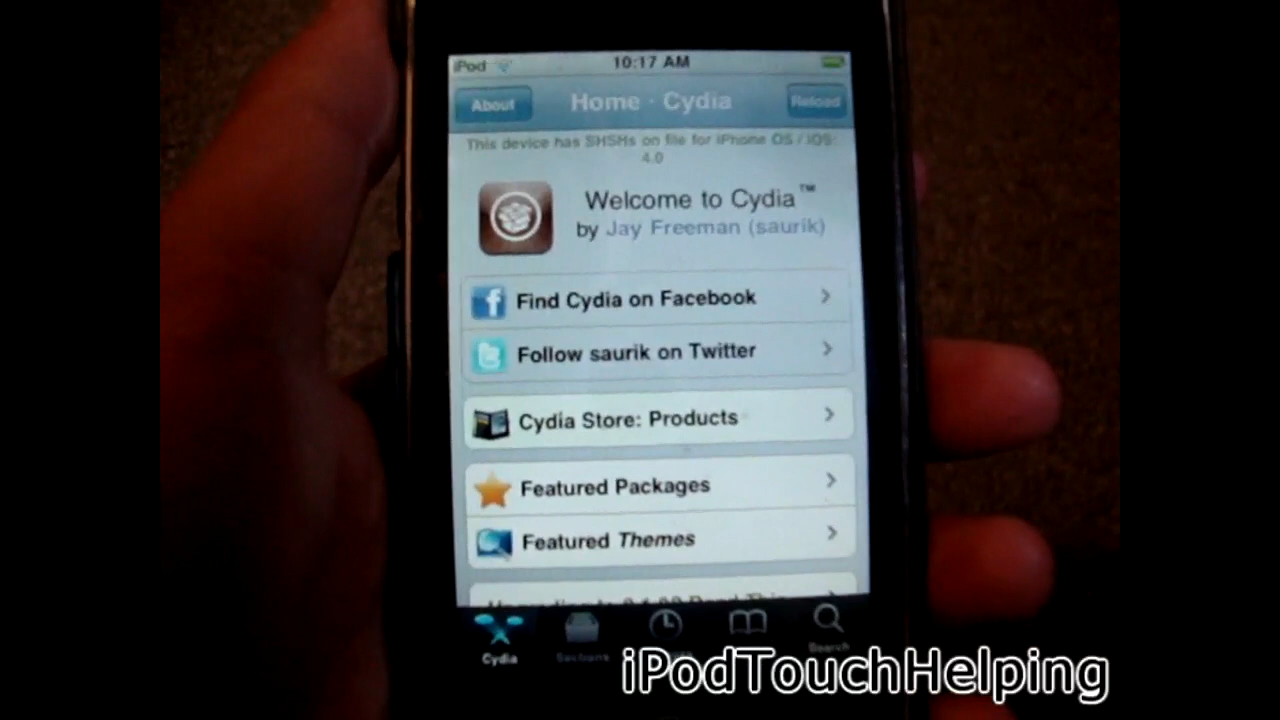 iPod
10:17 AM
About
Home · Cydia
Reload
This device has SHSHs on file for iPhone OS / iOS:
4.0
Welcome to Cydia™
by Jay Freeman (saurik)
Find Cydia on Facebook
Follow saurik on Twitter
Cydia Store: Products
Featured Packages
Featured Themes
Cydia
Sections
Search
iPodTouchHelping